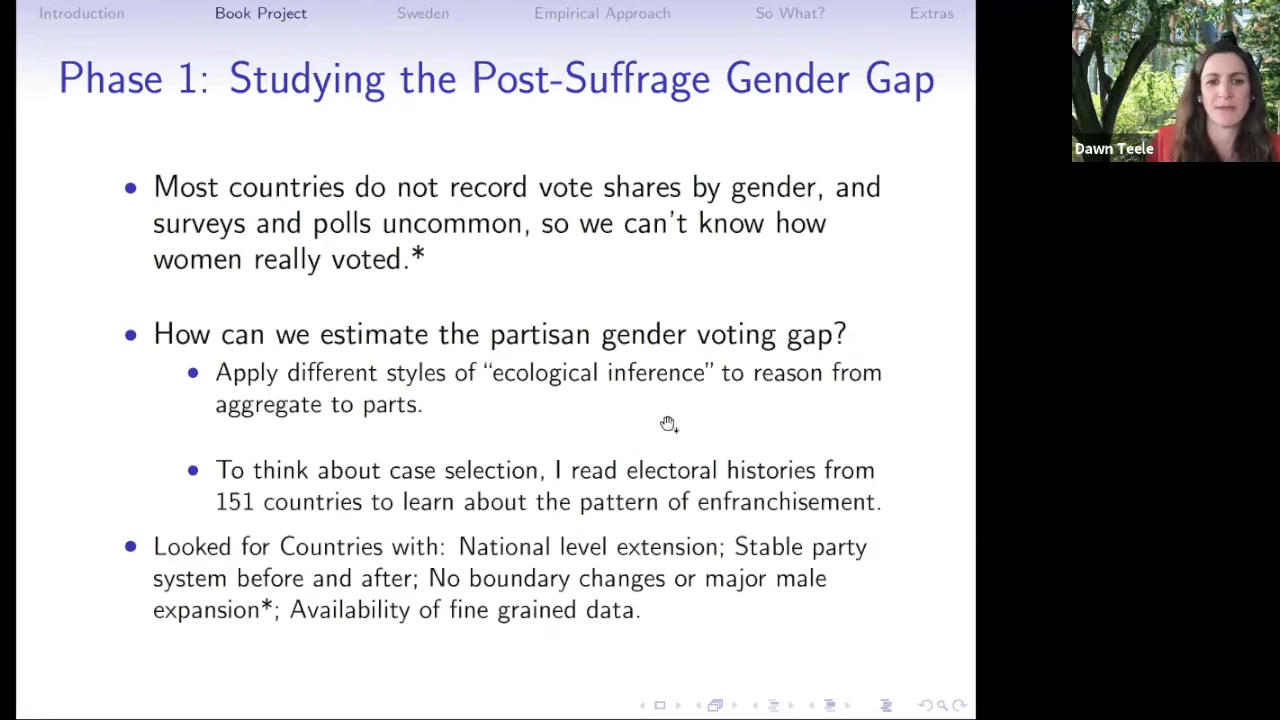 Introduction Book Project Sweden Empirical Approach So What? Extras
Phase 1: Studying the Post-Suffrage Gender Gap
Dawn Teele
• Most countries do not record vote shares by gender, and
surveys and polls uncommon, so we can't know how
women really voted.*
• How can we estimate the partisan gender voting gap?
• Apply different styles of “ecological inference” to reason from
aggregate to parts.
• To think about case selection, I read electoral histories from
151 countries to learn about the pattern of enfranchisement.
• Looked for Countries with: National level extension; Stable party
system before and after; No boundary changes or major male
expansion*; Availability of fine grained data.